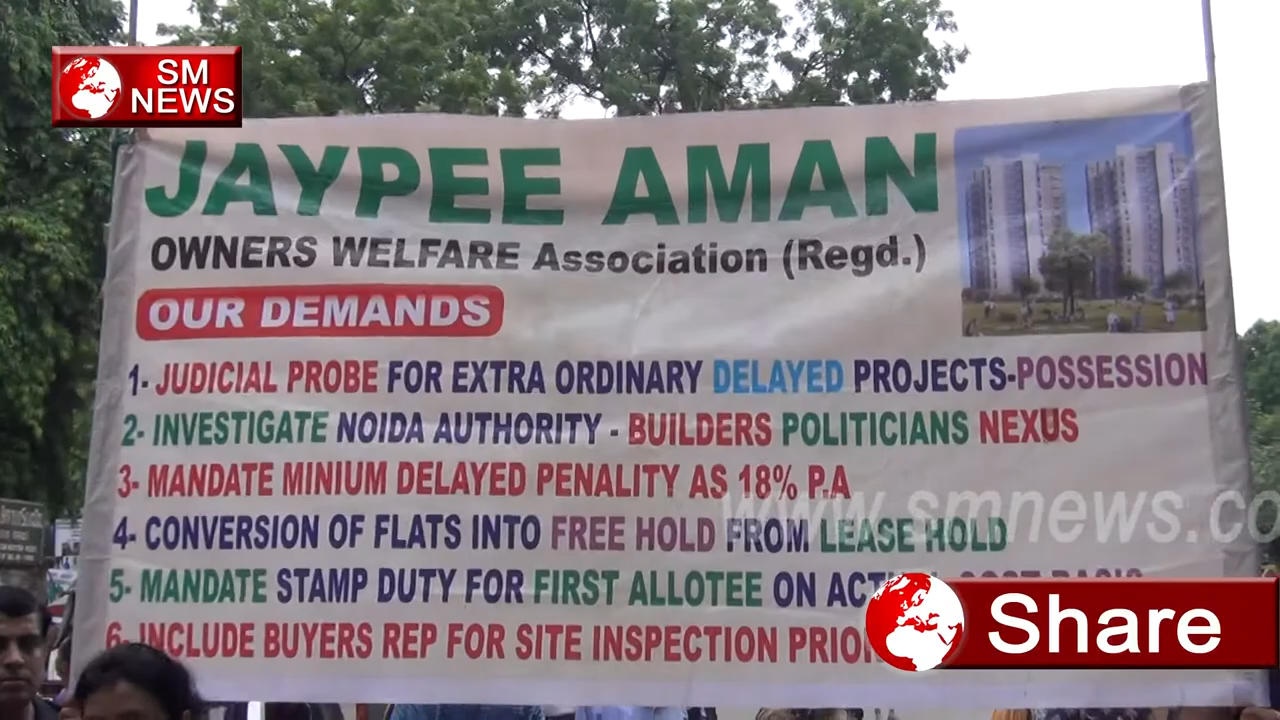 SM
NEWS
JAYPEE AMAN
OWNERS WELFARE Association (Regd.)
OUR DEMANDS
1- JUDICIAL PROBE FOR EXTRA ORDINARY DELAYED PROJECTS-POSSESSION
2- INVESTIGATE NOIDA AUTHORITY - BUILDERS POLITICIANS NEXUS
3- MANDATE MINIUM DELAYED PENALITY AS 18% P.A
www.smnews.co
4- CONVERSION OF FLATS INTO FREE HOLD FROM LEASE HOLD
5- MANDATE STAMP DUTY FOR FIRST ALLOTEE ON
6- INCLUDE BUYERS REP FOR SITE INSPECTION
Share